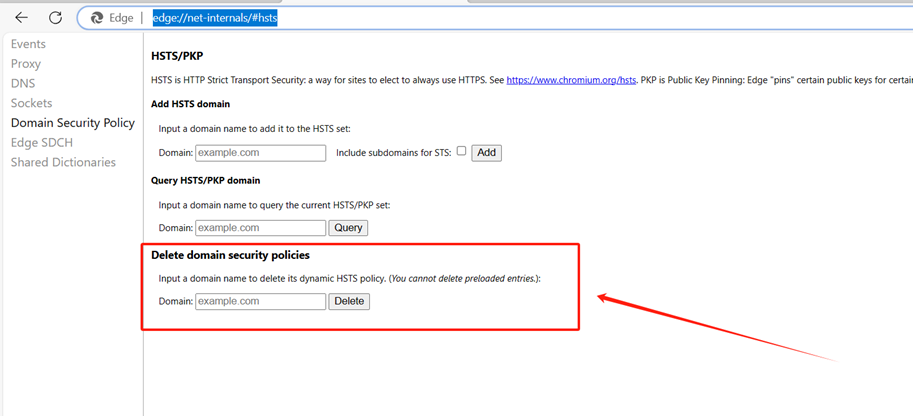 Edge
edge://net-internals/#hsts
Events
Proxy
DNS
Sockets
Domain Security Policy
Edge SDCH
Shared Dictionaries
HSTS/PKP
HSTS is HTTP Strict Transport Security: a way for sites to elect to always use HTTPS. See https://www.chromium.org/hsts. PKP is Public Key Pinning: Edge "pins" certain public keys for certai
Add HSTS domain
Input a domain name to add it to the HSTS set:
Domain: example.com Include subdomains for STS: Add
Query HSTS/PKP domain
Input a domain name to query the current HSTS/PKP set:
Domain: example.com Query
Delete domain security policies
Input a domain name to delete its dynamic HSTS policy. (You cannot delete preloaded entries.):
Domain: example.com Delete